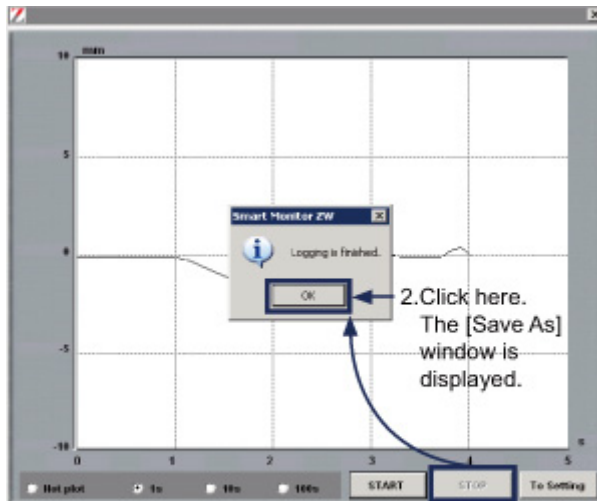 mm
10
5
Smart Monitor ZW
Logging is finished.
0
OK
2.Click here.
The [Save As]
window is
displayed.
-5
-10
s
0 1 2 3 4 5
Not plot 1s 10s 100s START STOP To Setting